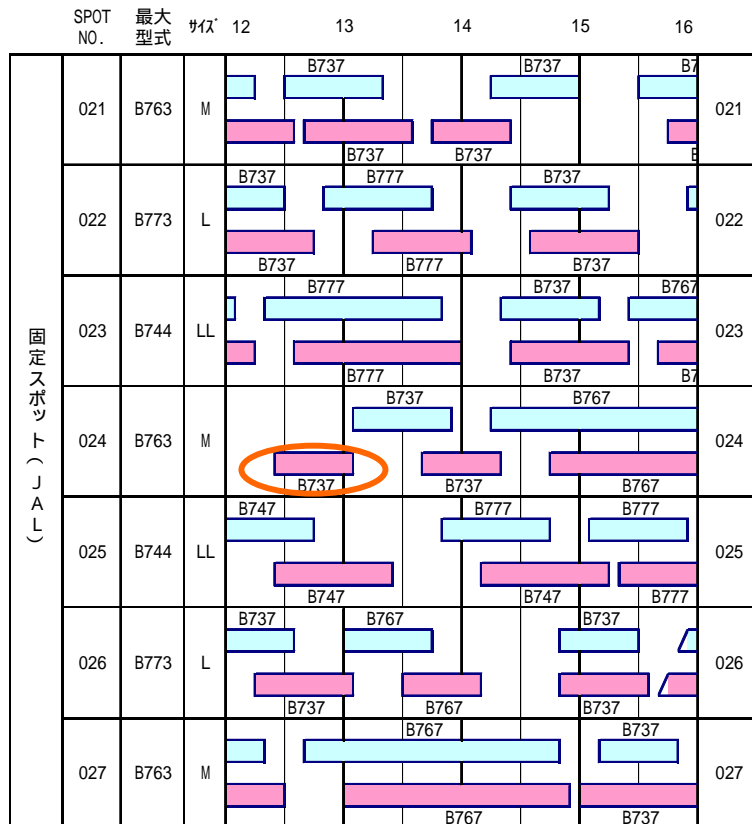 SPOT NO. 最大型式 ｻｲｽﾞ 12 13 14 15 16
固定スポット(JAL)
B737 B737 B7
021 B763 M 021
B737 B737
B737 B777 B737
022 B773 L 022
B737 B777 B737
B777 B737 B767
023 B744 LL 023
B777 B737 B7
B737 B767
024 B763 M 024
B737 B737 B767
B747 B777 B777
025 B744 LL 025
B747 B747 B777
B737 B767 B737
026 B773 L 026
B737 B767 B737
B767 B737
027 B763 M 027
B767 B737